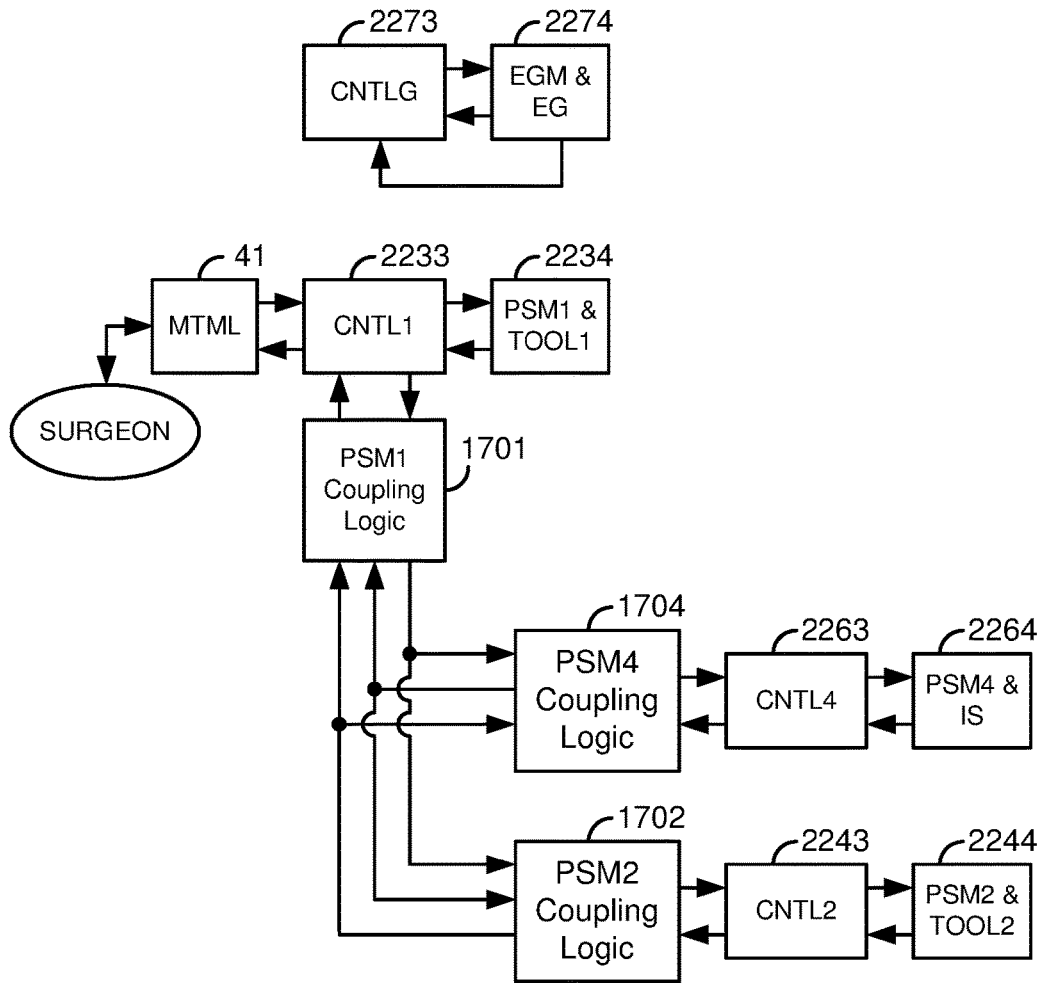 2273
2274
CNTLG
EGM &
EG
41
2233
2234
MTML
CNTL1
PSM1 &
TOOL1
SURGEON
PSM1
Coupling
Logic
1701
1704
2263
2264
PSM4
Coupling
Logic
CNTL4
PSM4 &
IS
1702
2243
2244
PSM2
Coupling
Logic
CNTL2
PSM2 &
TOOL2